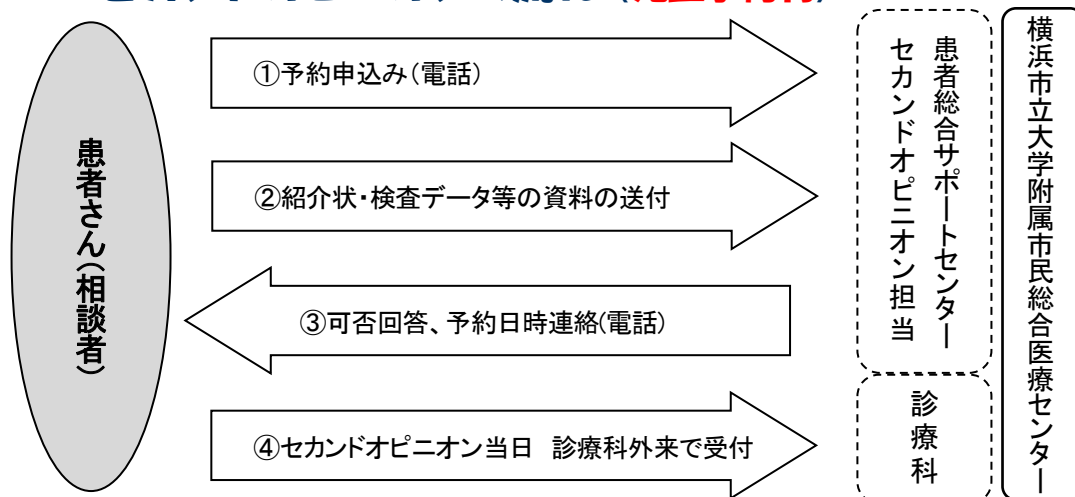 患者さん(相談者)
①予約申込み(電話)
②紹介状・検査データ等の資料の送付
③可否回答、予約日時連絡(電話)
④セカンドオピニオン当日　診療科外来で受付
患者総合サポートセンター
セカンドオピニオン担当
診療科
横浜市立大学附属市民総合医療センター